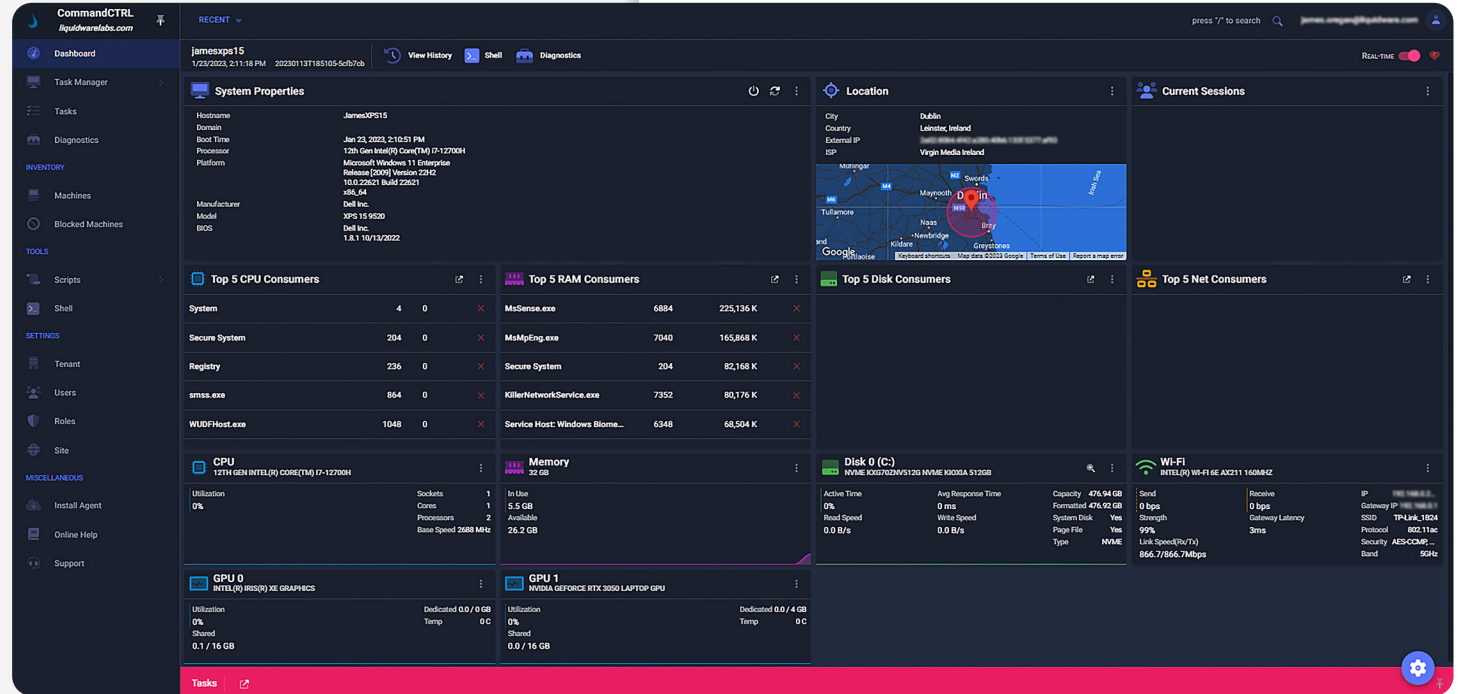 CommandCTRL
liquidwarelabs.com
RECENT
press "/" to search
Dashboard
Task Manager
Tasks
Diagnostics
INVENTORY
Machines
Blocked Machines
TOOLS
Scripts
Shell
SETTINGS
Tenant
Users
Roles
Site
MISCELLANEOUS
Install Agent
Online Help
Support
jamesxps15
1/23/2023, 2:11:18 PM 20230113T185105-5cfb7cb
View History
Shell
Diagnostics
REAL-TIME
System Properties
Hostname JamesXPS15
Domain
Boot Time Jan 23, 2023, 2:10:51 PM
Processor 12th Gen Intel(R) Core(TM) i7-12700H
Platform Microsoft Windows 11 Enterprise
Release [2009] Version 22H2
10.0.22621 Build 22621
x86_64
Manufacturer Dell Inc.
Model XPS 15 9520
BIOS Dell Inc.
1.8.1 10/13/2022
Location
City Dublin
Country Leinster, Ireland
External IP
ISP Virgin Media Ireland
Mullingar
M2 Swords
M4
Maynooth
D in
Irish Sea
M6
M50
Tullamore
Naas
Bray
Newbridge
Kildare
Greystones
Google
Keyboard shortcuts Map data ©2023 Google Terms of Use Report a map error
Current Sessions
Top 5 CPU Consumers
System 4 0
Secure System 204 0
Registry 236 0
smss.exe 864 0
WUDFHost.exe 1048 0
Top 5 RAM Consumers
MsSense.exe 6884 225,136 K
MsMpEng.exe 7040 165,868 K
Secure System 204 82,168 K
KillerNetworkService.exe 7352 80,176 K
Service Host: Windows Biome... 6348 68,504 K
Top 5 Disk Consumers
Top 5 Net Consumers
CPU
12TH GEN INTEL(R) CORE(TM) I7-12700H
Utilization
0%
Sockets 1
Cores 1
Processors 2
Base Speed 2688 MHz
Memory
32 GB
In Use
5.5 GB
Available
26.2 GB
Disk 0 (C:)
NVME KXG70ZNV512G NVME KIOXIA 512GB
Active Time
0%
Read Speed
0.0 B/s
Avg Response Time
0 ms
Write Speed
0.0 B/s
Capacity 476.94 GB
Formatted 476.92 GB
System Disk Yes
Page File Yes
Type NVME
Wi-Fi
INTEL(R) WI-FI 6E AX211 160MHZ
Send
0 bps
Strength
99%
Link Speed(Rx/Tx)
866.7/866.7Mbps
Receive
0 bps
Gateway Latency
3ms
IP
Gateway IP
SSID TP-Link_1B24
Protocol 802.11ac
Security AES-CCMP, ...
Band 5GHz
GPU 0
INTEL(R) IRIS(R) XE GRAPHICS
Utilization
0%
Shared
0.1 / 16 GB
Dedicated 0.0 / 0 GB
Temp 0 C
GPU 1
NVIDIA GEFORCE RTX 3050 LAPTOP GPU
Utilization
0%
Shared
0.0 / 16 GB
Dedicated 0.0 / 4 GB
Temp 0 C
Tasks